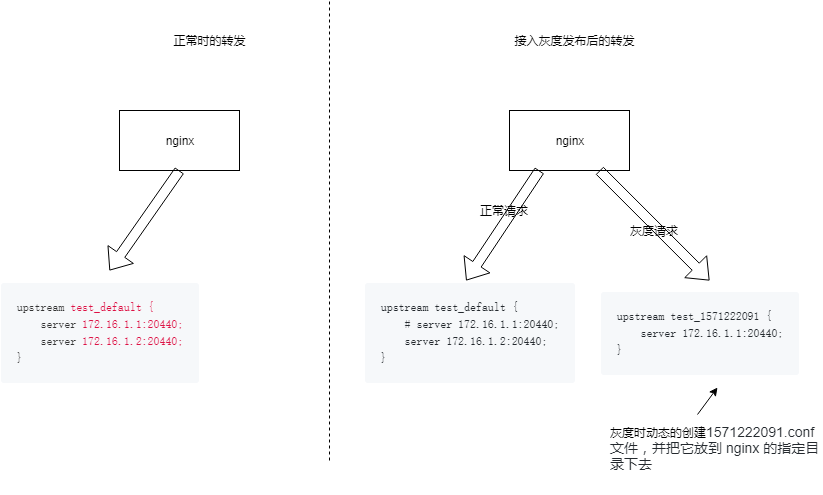 正常时的转发
接入灰度发布后的转发
nginx
nginx
正常请求
灰度请求
upstream test_default {
    server 172.16.1.1:20440;
    server 172.16.1.2:20440;
}
upstream test_default {
    # server 172.16.1.1:20440;
    server 172.16.1.2:20440;
}
upstream test_1571222091 {
    server 172.16.1.1:20440;
}
灰度时动态的创建1571222091.conf
文件，并把它放到 nginx 的指定目
录下去